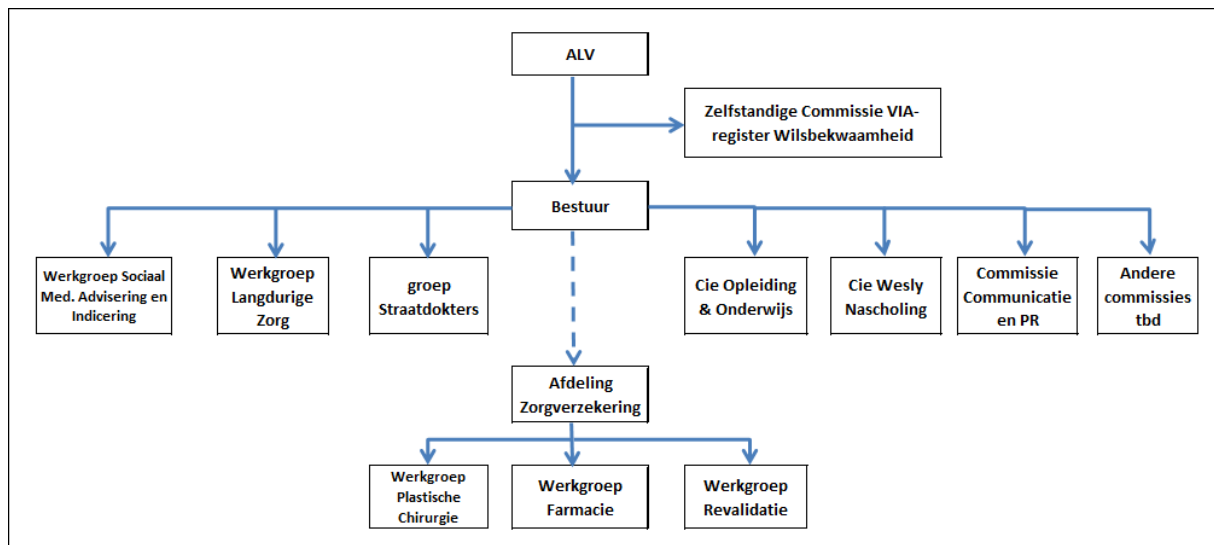 ALV
Zelfstandige Commissie VIA-
register Wilsbekwaamheid
Bestuur
Werkgroep Sociaal
Med. Advisering en
Indicering
Werkgroep
Langdurige
Zorg
groep
Straatdokters
Cie Opleiding
& Onderwijs
Cie Wesly
Nascholing
Commissie
Communicatie
en PR
Andere
commissies
tbd
Afdeling
Zorgverzekering
Werkgroep
Plastische
Chirurgie
Werkgroep
Farmacie
Werkgroep
Revalidatie